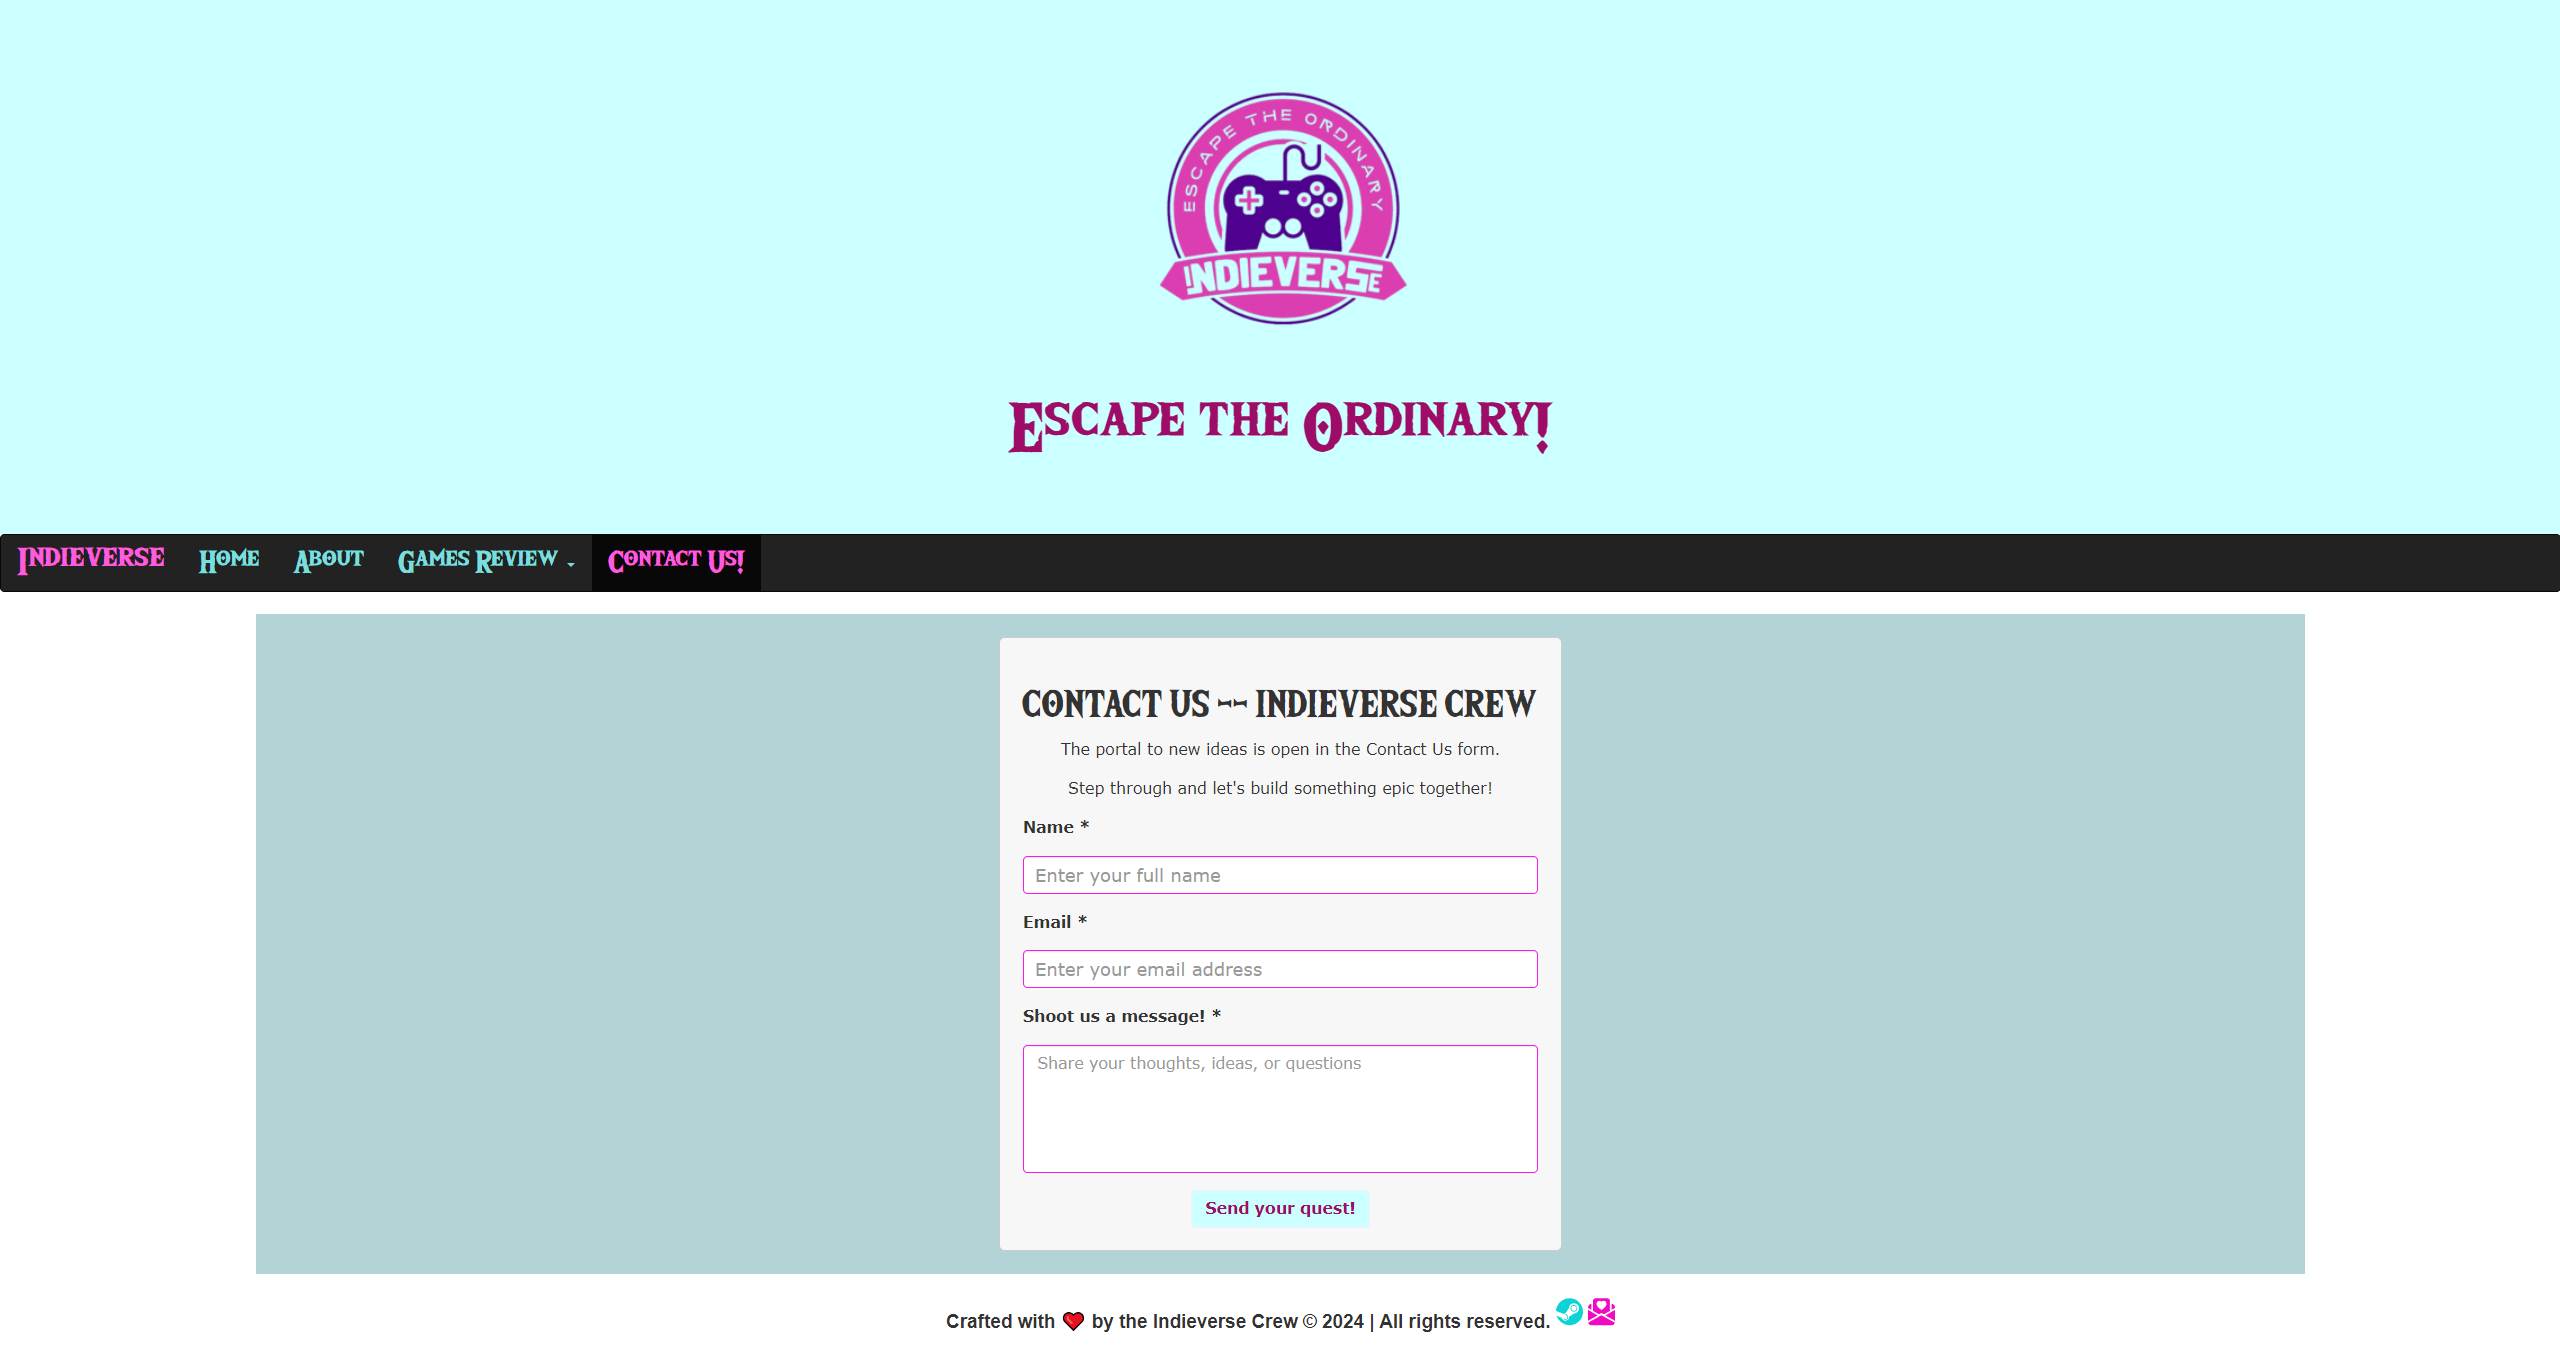 ESCAPE THE ORDINARY
INDIEVERSE
Escape the Ordinary!
Indieverse Home About Games Review Contact Us!
CONTACT US -- INDIEVERSE CREW
The portal to new ideas is open in the Contact Us form.
Step through and let's build something epic together!
Name *
Enter your full name
Email *
Enter your email address
Shoot us a message! *
Share your thoughts, ideas, or questions
Send your quest!
Crafted with ❤️ by the Indieverse Crew © 2024 | All rights reserved.